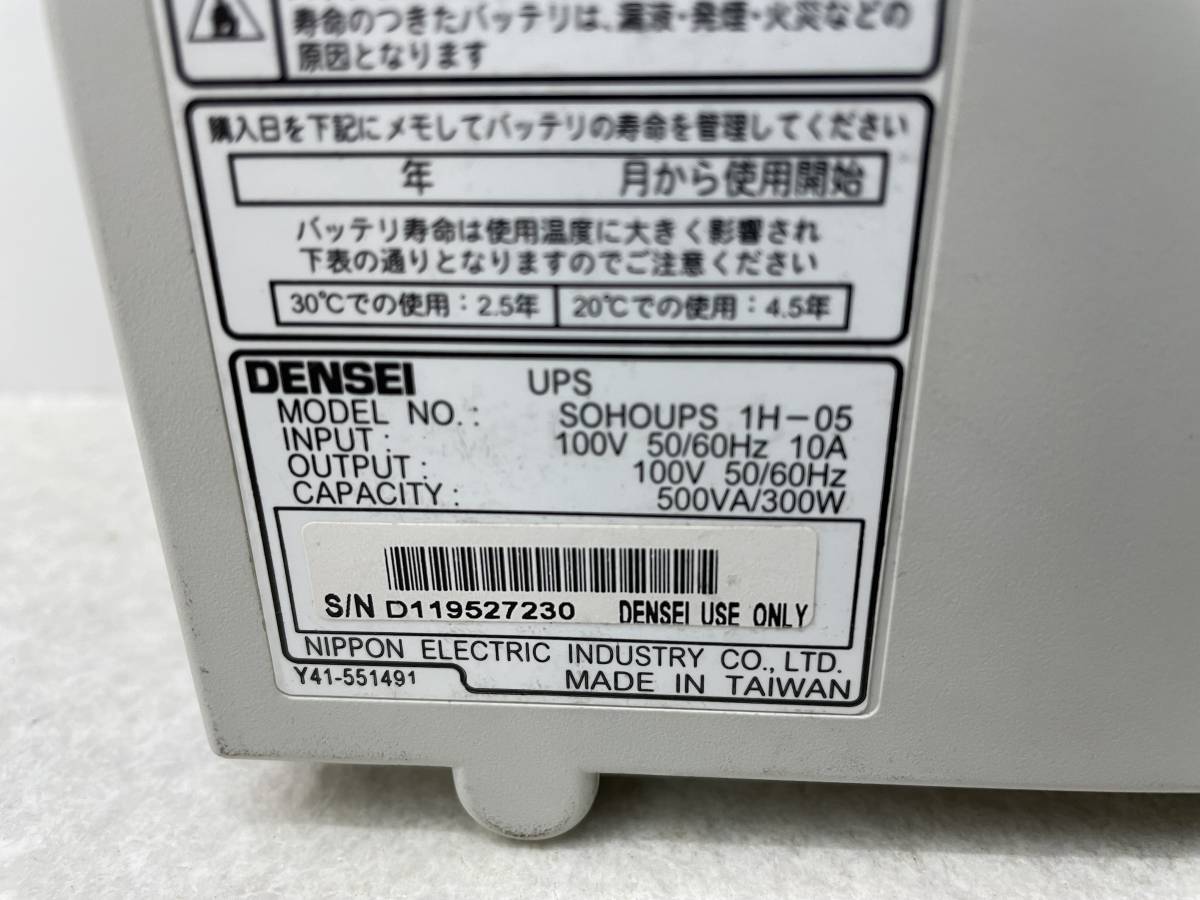 寿命のつきたバッテリは、漏液・発煙・火災などの
原因となります
購入日を下記にメモしてバッテリの寿命を管理してください
年 月から使用開始
バッテリ寿命は使用温度に大きく影響され
下表の通りとなりますのでご注意ください
30℃での使用：2.5年 20℃での使用：4.5年
DENSEI UPS
MODEL NO.: SOHOUPS 1H-05
INPUT: 100V 50/60Hz 10A
OUTPUT: 100V 50/60Hz
CAPACITY: 500VA/300W
S/N D119527230 DENSEI USE ONLY
NIPPON ELECTRIC INDUSTRY CO., LTD.
Y41-551491 MADE IN TAIWAN